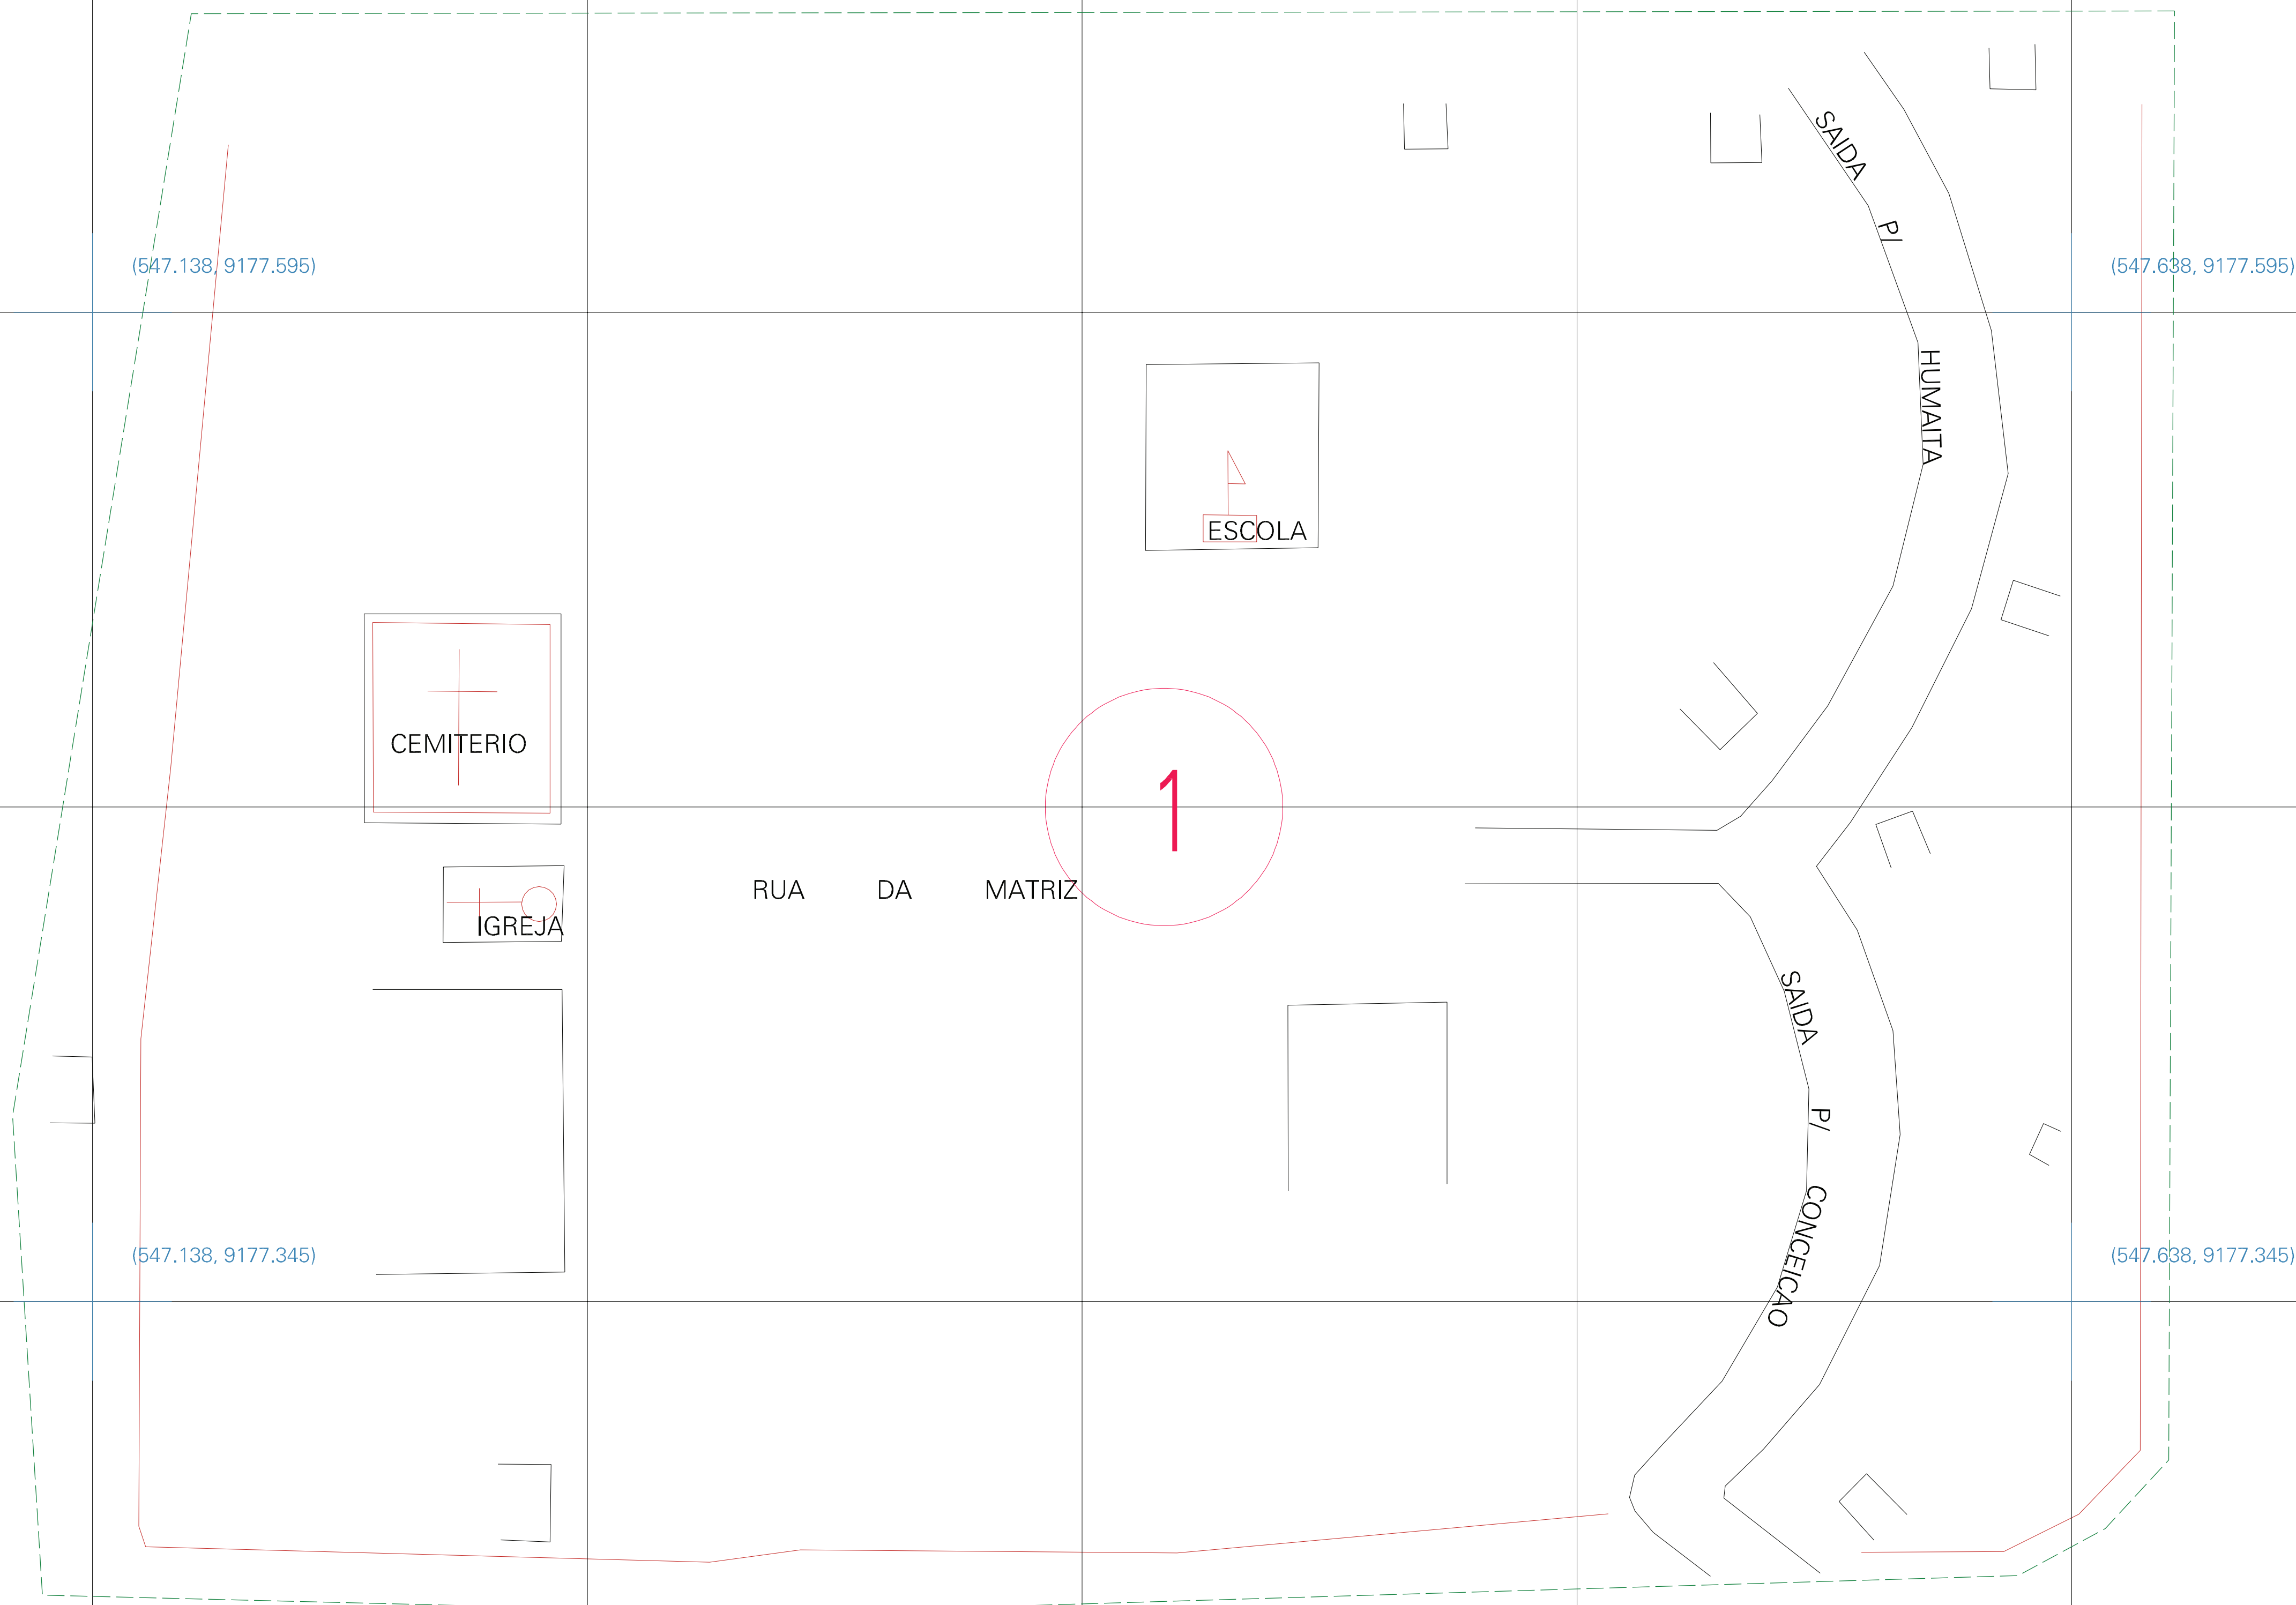 SAIDA P/ HUMAITA
(547.138, 9177.595)
(547.638, 9177.595)
ESCOLA
CEMITERIO
1
RUA DA MATRIZ
IGREJA
SAIDA P/ CONCEICAO
(547.138, 9177.345)
(547.638, 9177.345)